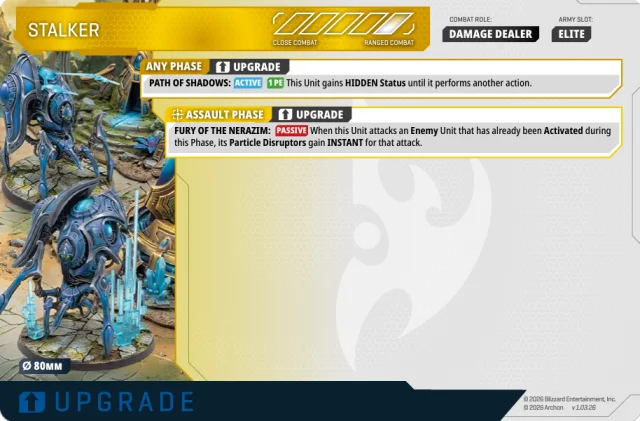 STALKER
CLOSE COMBAT
RANGED COMBAT
COMBAT ROLE:
DAMAGE DEALER
ARMY SLOT:
ELITE
ANY PHASE UPGRADE
PATH OF SHADOWS: ACTIVE 1 PE This Unit gains HIDDEN Status until it performs another action.
ASSAULT PHASE UPGRADE
FURY OF THE NERAZIM: PASSIVE When this Unit attacks an Enemy Unit that has already been Activated during
this Phase, its Particle Disruptors gain INSTANT for that attack.
Ø 80MM
UPGRADE
© 2026 Blizzard Entertainment, Inc.
© 2026 Archon v 1.03.26